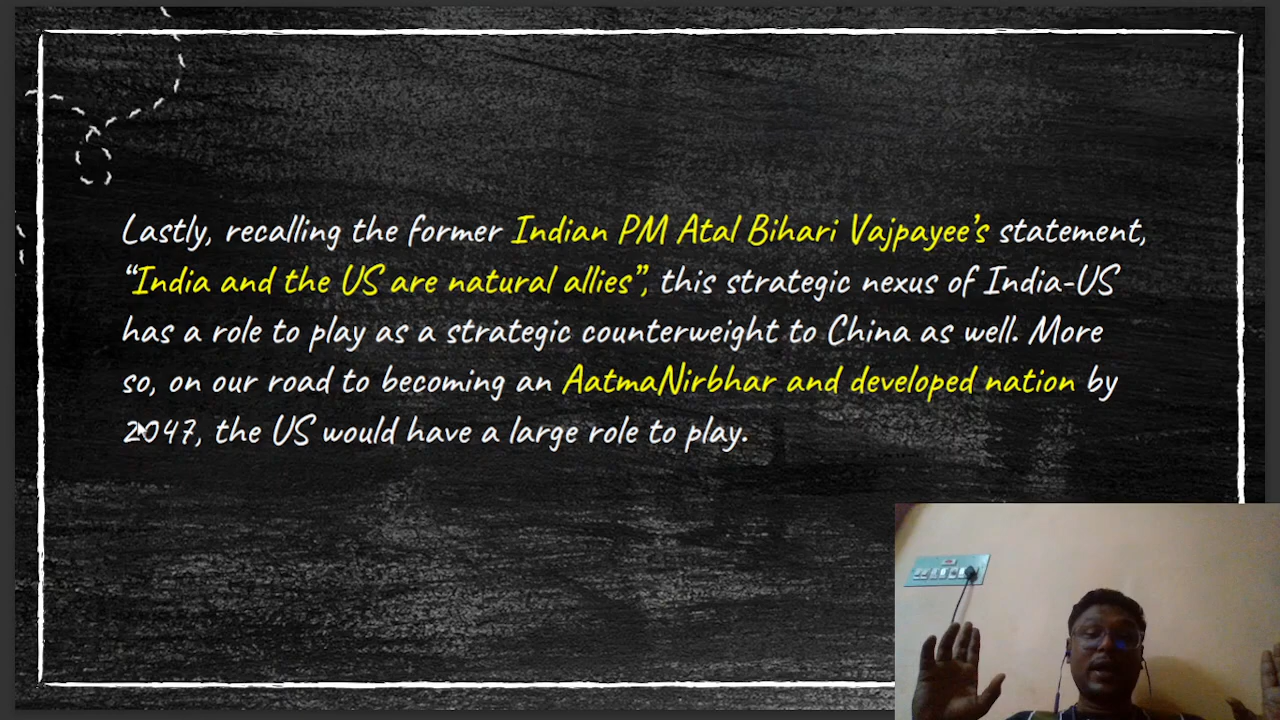 Lastly, recalling the former Indian PM Atal Bihari Vajpayee’s statement,
“India and the US are natural allies”, this strategic nexus of India-US
has a role to play as a strategic counterweight to China as well. More
so, on our road to becoming an AatmaNirbhar and developed nation by
2047, the US would have a large role to play.